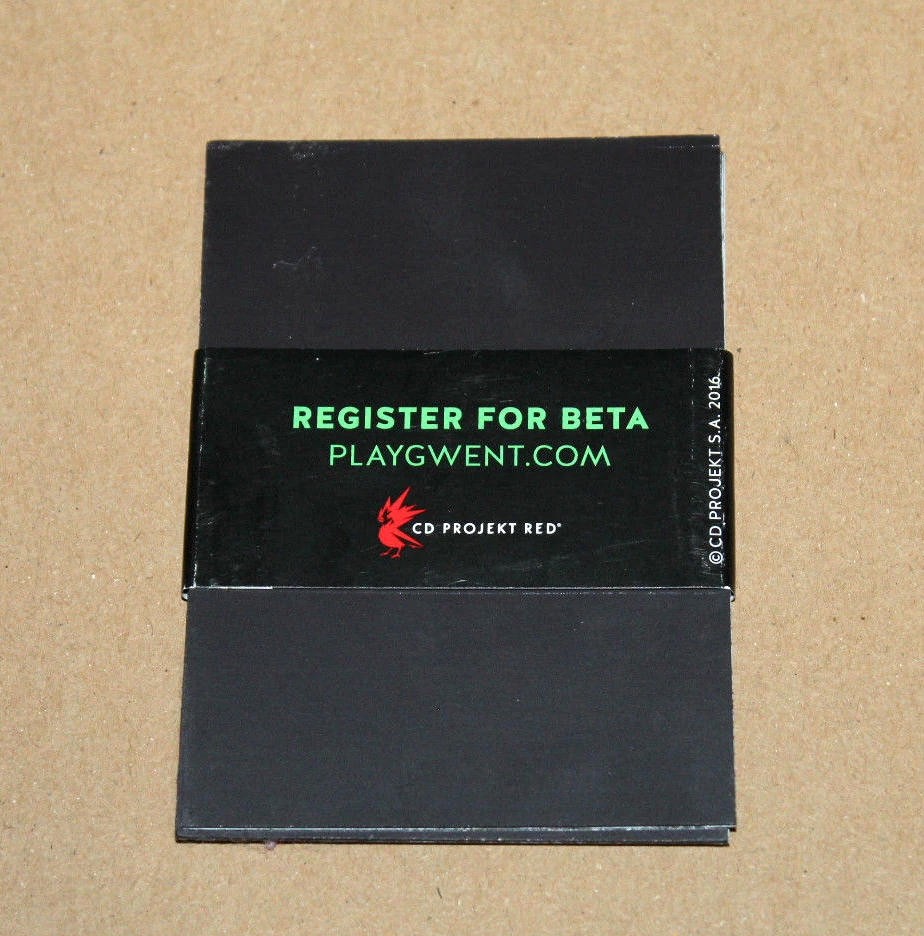 REGISTER FOR BETA
PLAYGWENT.COM
CD PROJEKT RED®
© CD PROJEKT S.A. 2016